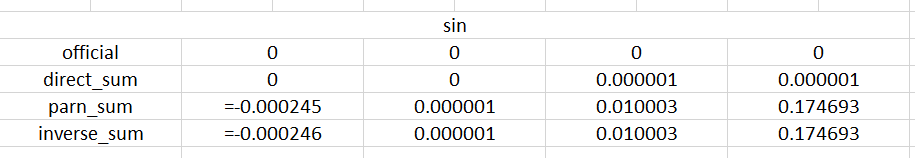 sin
official 0 0 0 0
direct_sum 0 0 0.000001 0.000001
parn_sum =-0.000245 0.000001 0.010003 0.174693
inverse_sum =-0.000246 0.000001 0.010003 0.174693